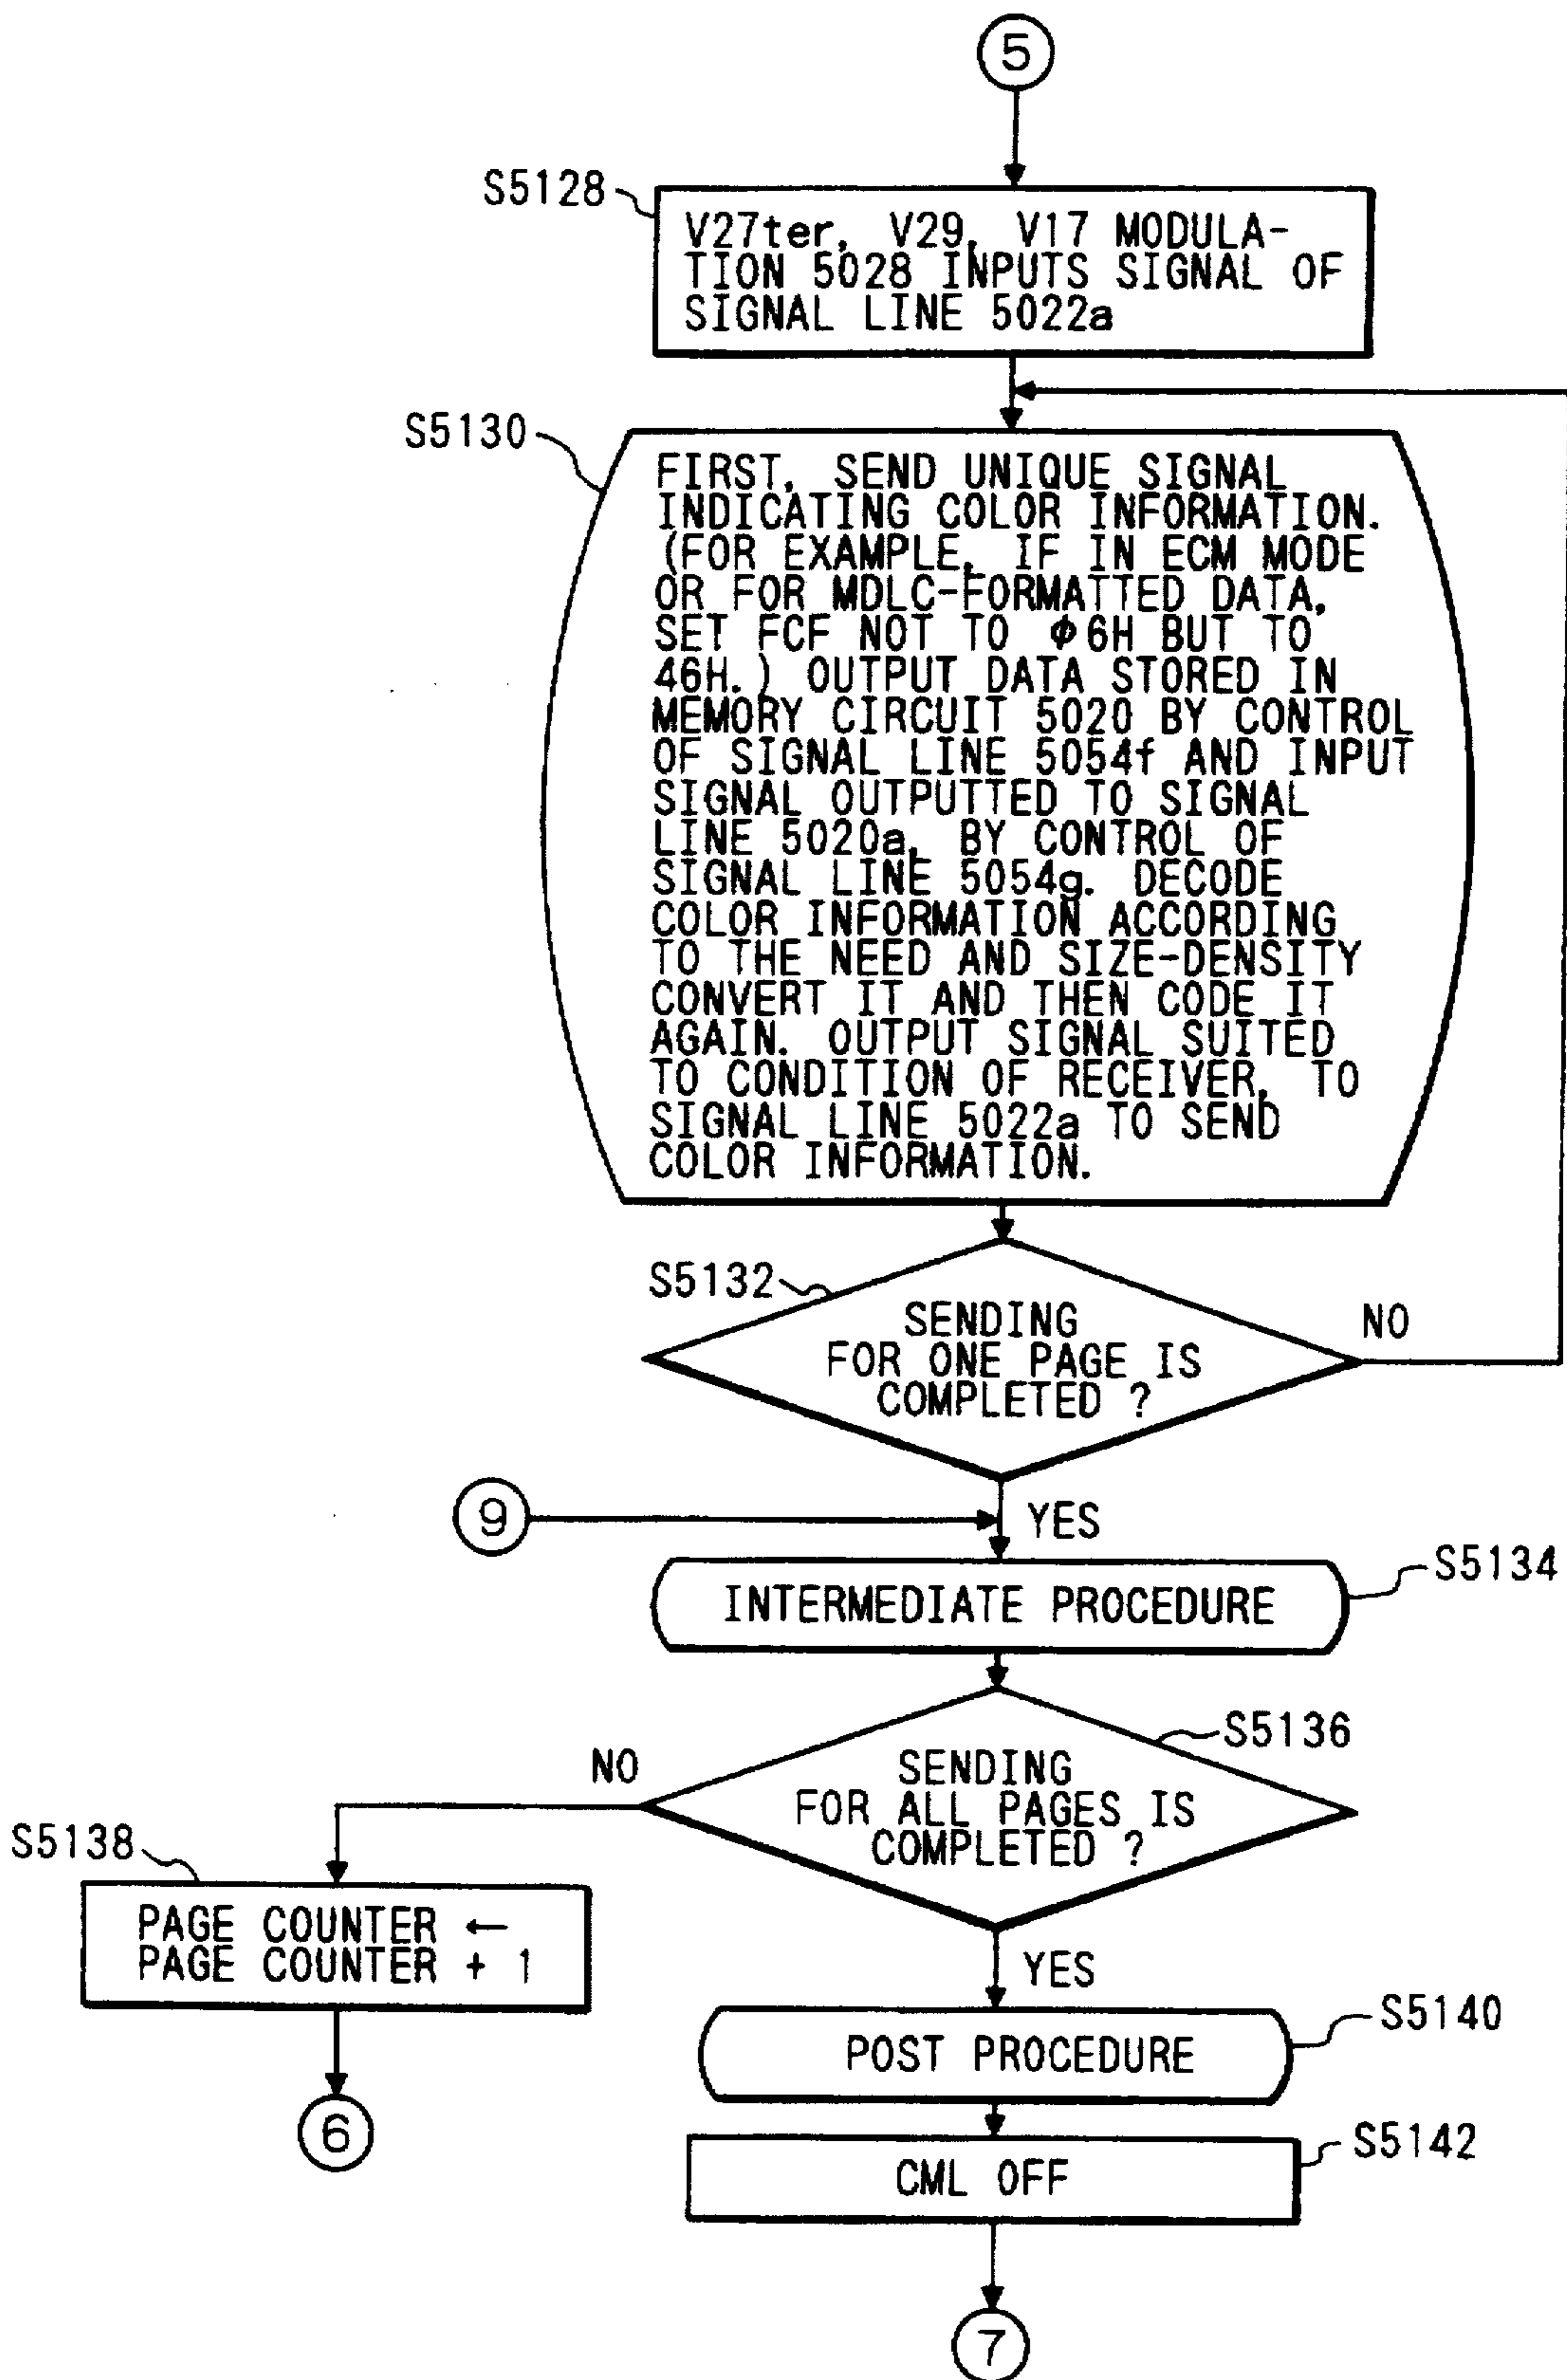 5
S5128
V27ter, V29, V17 MODULA-
TION 5028 INPUTS SIGNAL OF
SIGNAL LINE 5022a
S5130
FIRST, SEND UNIQUE SIGNAL
INDICATING COLOR INFORMATION.
(FOR EXAMPLE, IF IN ECM MODE
OR FOR MDLC-FORMATTED DATA,
SET FCF NOT TO Φ6H BUT TO
46H.) OUTPUT DATA STORED IN
MEMORY CIRCUIT 5020 BY CONTROL
OF SIGNAL LINE 5054f AND INPUT
SIGNAL OUTPUTTED TO SIGNAL
LINE 5020a, BY CONTROL OF
SIGNAL LINE 5054g. DECODE
COLOR INFORMATION ACCORDING
TO THE NEED AND SIZE-DENSITY
CONVERT IT AND THEN CODE IT
AGAIN. OUTPUT SIGNAL SUITED
TO CONDITION OF RECEIVER, TO
SIGNAL LINE 5022a TO SEND
COLOR INFORMATION.
S5132
SENDING
FOR ONE PAGE IS
COMPLETED ?
NO
9
YES
S5134
INTERMEDIATE PROCEDURE
S5136
SENDING
FOR ALL PAGES IS
COMPLETED ?
NO
S5138
PAGE COUNTER ←
PAGE COUNTER + 1
6
YES
S5140
POST PROCEDURE
S5142
CML OFF
7